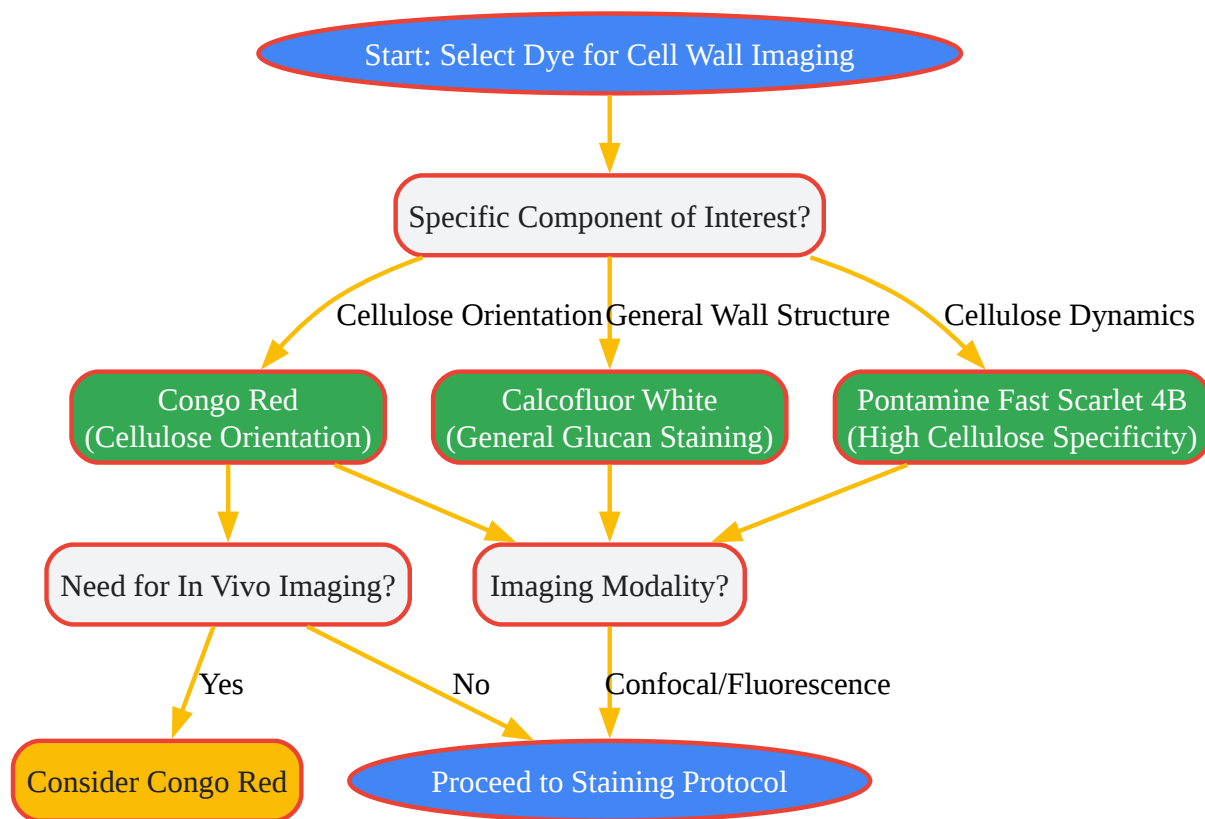 Start: Select Dye for Cell Wall Imaging
Specific Component of Interest?
Cellulose Orientation
General Wall Structure
Cellulose Dynamics
Congo Red
(Cellulose Orientation)
Calcofluor White
(General Glucan Staining)
Pontamine Fast Scarlet 4B
(High Cellulose Specificity)
Need for In Vivo Imaging?
Imaging Modality?
Yes
No
Confocal/Fluorescence
Consider Congo Red
Proceed to Staining Protocol